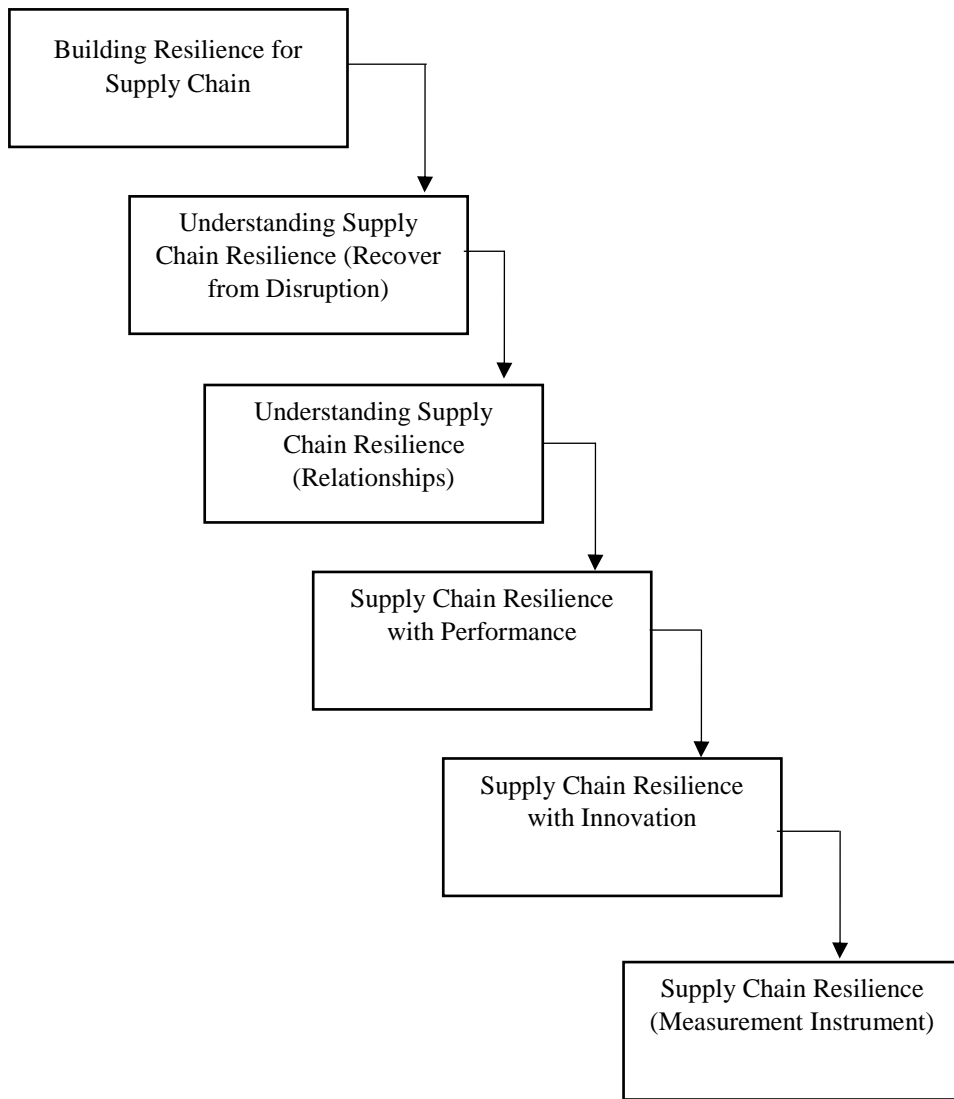 Building Resilience for
Supply Chain
Understanding Supply
Chain Resilience (Recover
from Disruption)
Understanding Supply
Chain Resilience
(Relationships)
Supply Chain Resilience
with Performance
Supply Chain Resilience
with Innovation
Supply Chain Resilience
(Measurement Instrument)